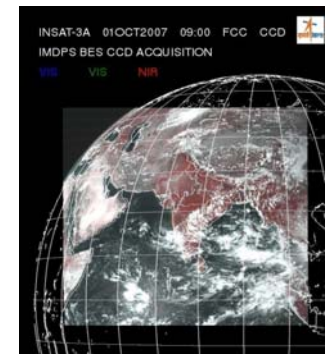 INSAT-3A 01OCT2007 09:00 FCC CCD
IMDPS BES CCD ACQUISITION
VIS VIS NIR